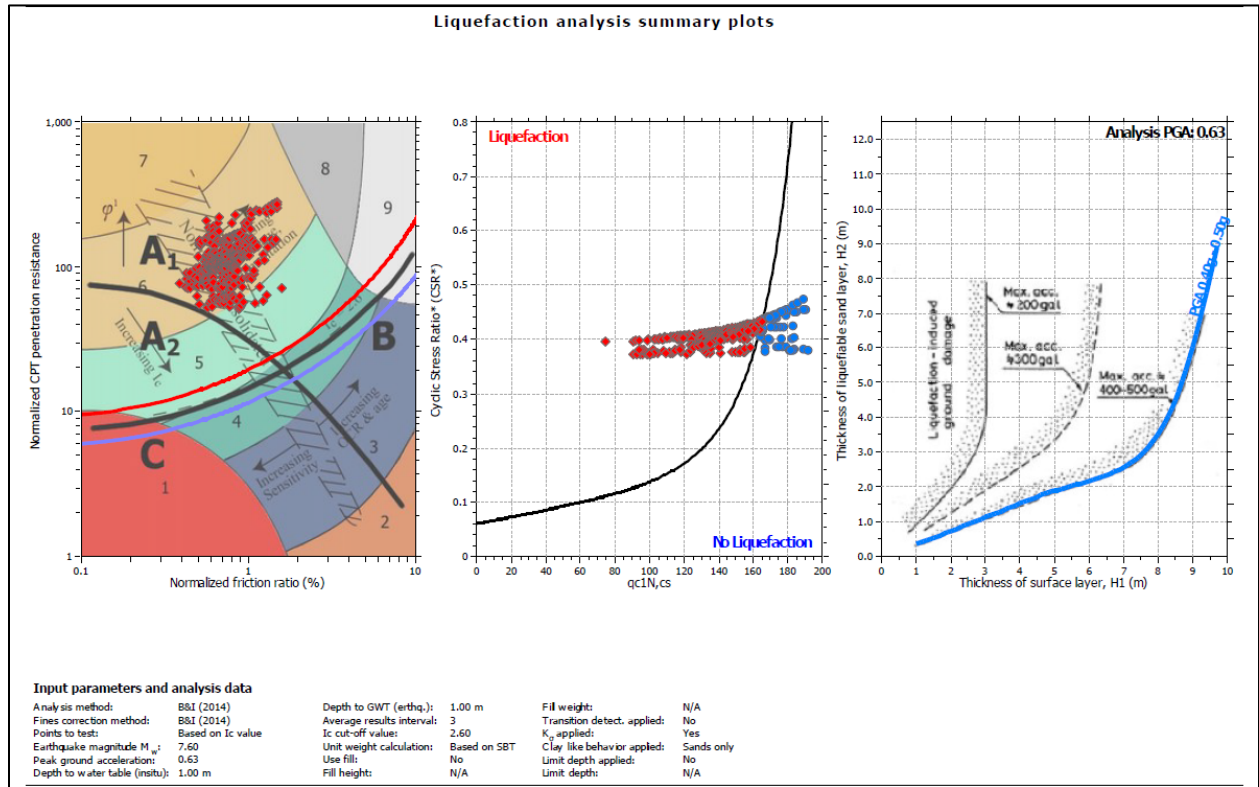 Liquefaction analysis summary plots
Normalized CPT penetration resistance
1,000
100
10
1
0.1
1
10
Normalized friction ratio (%)
7
8
9
6
5
4
3
2
1
A1
A2
B
C
Increasing Ic
Increasing
OCR & age
Increasing
Sensitivity
Cyclic Stress Ratio* (CSR*)
Liquefaction
0.8
0.7
0.6
0.5
0.4
0.3
0.2
0.1
0
No Liquefaction
0 20 40 60 80 100 120 140 160 180 200
qc1N,cs
Thickness of liquefiable sand layer, H2 (m)
Analysis PGA: 0.63
12.0
11.0
10.0
9.0
8.0
7.0
6.0
5.0
4.0
3.0
2.0
1.0
0.0
Liquefaction-induced
ground damage
Max. acc.
≒200gal
Max. acc.
≒300gal
Max. acc. ≒
400-500gal
PGA 0.40g - 0.50g
0 1 2 3 4 5 6 7 8 9 10
Thickness of surface layer, H1 (m)
Input parameters and analysis data
Analysis method: B&I (2014) Depth to GWT (erthq.): 1.00 m Fill weight: N/A
Fines correction method: B&I (2014) Average results interval: 3 Transition detect. applied: No
Points to test: Based on Ic value Ic cut-off value: 2.60 Kσ applied: Yes
Earthquake magnitude Mw: 7.60 Unit weight calculation: Based on SBT Clay like behavior applied: Sands only
Peak ground acceleration: 0.63 Use fill: No Limit depth applied: No
Depth to water table (insitu): 1.00 m Fill height: N/A Limit depth: N/A